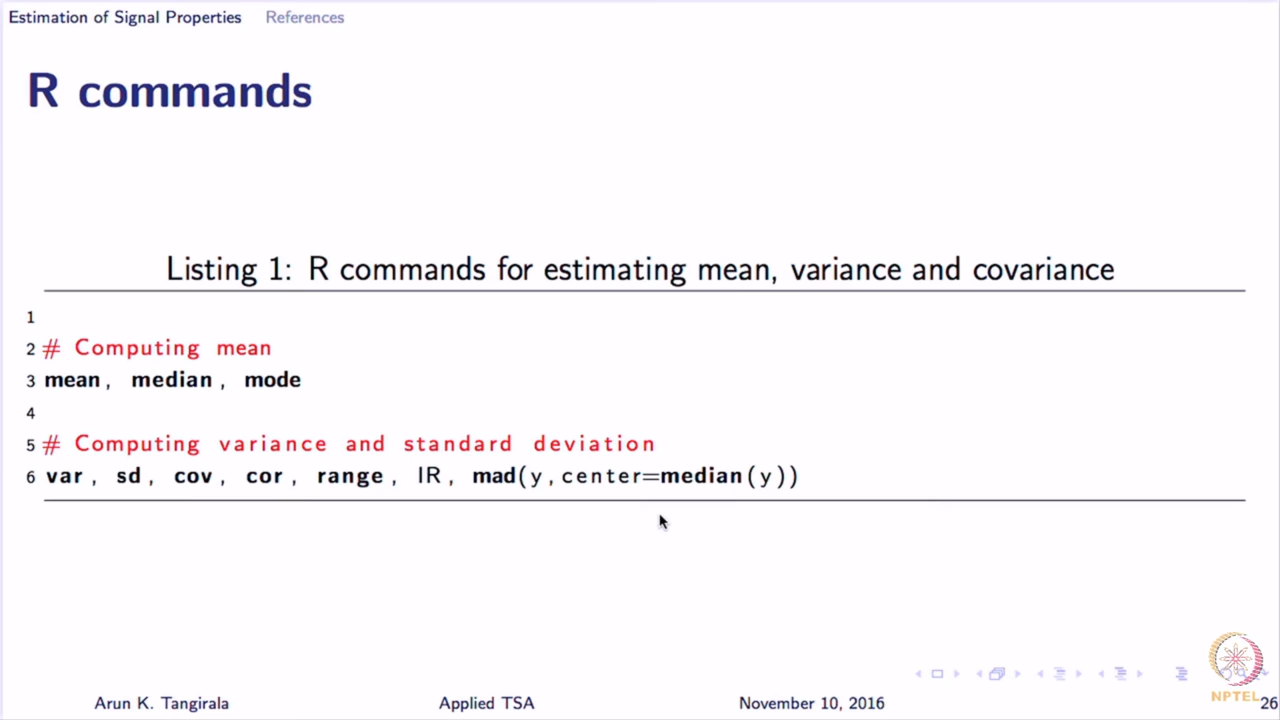 Estimation of Signal Properties References
R commands
Listing 1: R commands for estimating mean, variance and covariance
1
2 # Computing mean
3 mean, median, mode
4
5 # Computing variance and standard deviation
6 var, sd, cov, cor, range, IR, mad(y,center=median(y))
Arun K. Tangirala Applied TSA November 10, 2016 26
NPTEL